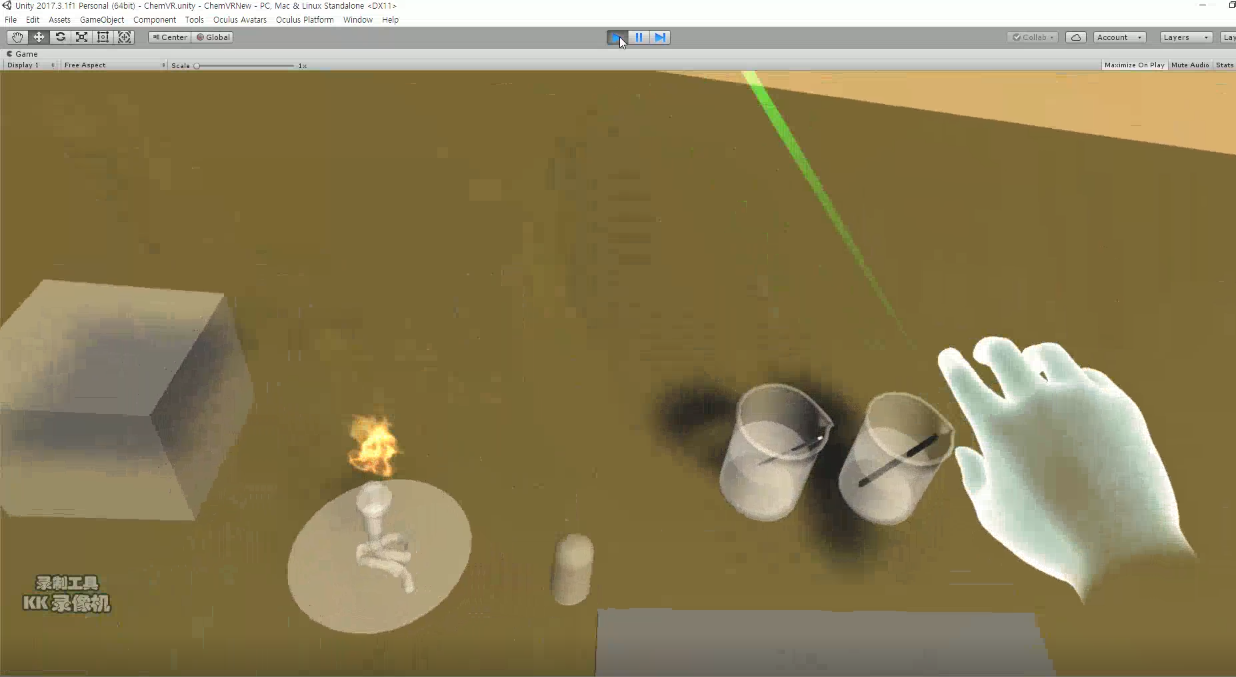 Unity 2017.3.1f1 Personal (64bit) - ChemVR.unity - ChemVRNew - PC, Mac & Linux Standalone <DX11>
File Edit Assets GameObject Component Tools Oculus Avatars Oculus Platform Window Help
Center Global Collab Account Layers Lay
Game
Display 1 Free Aspect Scale 1x Maximize On Play Mute Audio Stats
录制工具
KK 录像机